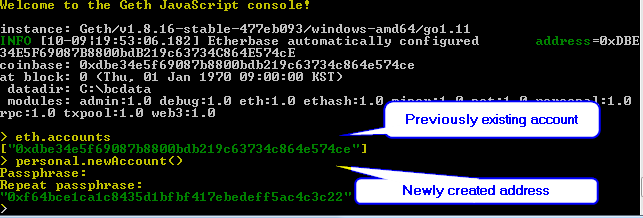 Welcome to the Geth JavaScript console!
instance: Geth/v1.8.16-stable-477eb093/windows-amd64/go1.11
INFO [10-09|19:53:06.182] Etherbase automatically configured address=0xDBE
34E5F69087B8800bdB219c63734C864E574cE
coinbase: 0xdbe34e5f69087b8800bdb219c63734c864e574ce
at block: 0 (Thu, 01 Jan 1970 09:00:00 KST)
datadir: C:\bcdata
modules: admin:1.0 debug:1.0 eth:1.0 ethash:1.0 miner:1.0 net:1.0 personal:1.0
rpc:1.0 txpool:1.0 web3:1.0
> eth.accounts
Previously existing account
["0xdbe34e5f69087b8800bdb219c63734c864e574ce"]
> personal.newAccount()
Passphrase:
Repeat passphrase:
Newly created address
"0xf64bce1ca1c8435d1bfbf417ebedeff5ac4c3c22"
>